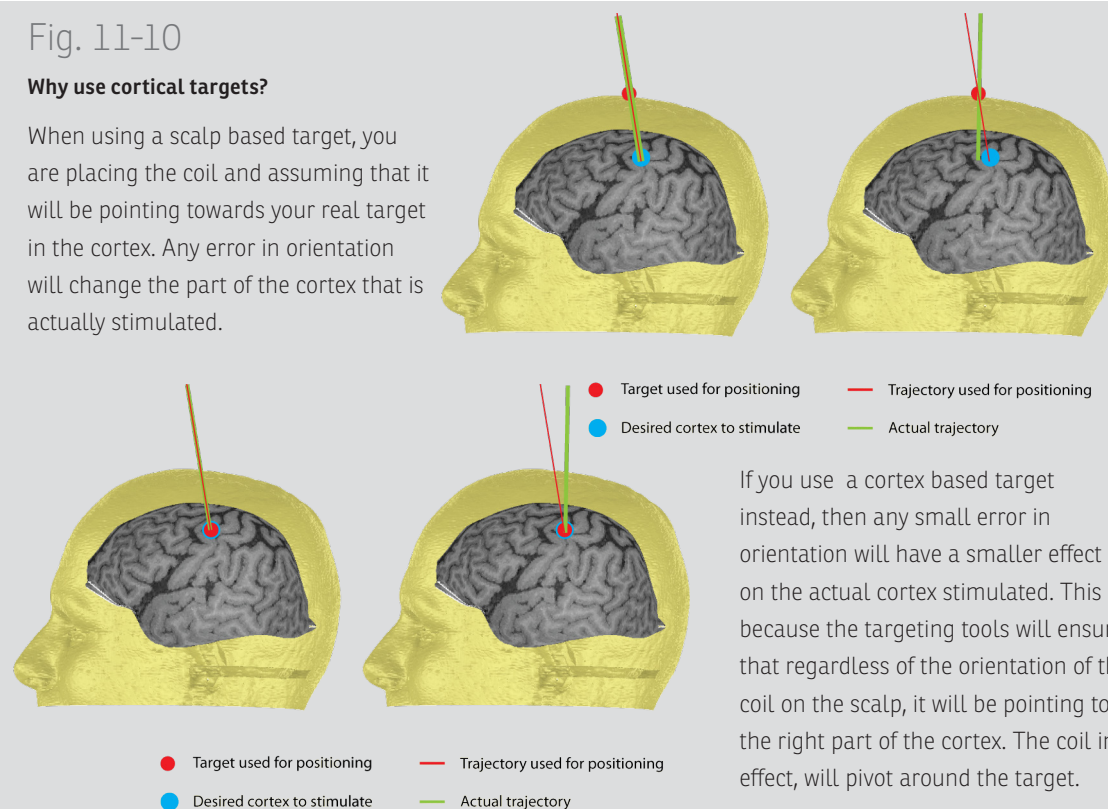 Fig. 11-10
Why use cortical targets?
When using a scalp based target, you
are placing the coil and assuming that it
will be pointing towards your real target
in the cortex. Any error in orientation
will change the part of the cortex that is
actually stimulated.
Target used for positioning
Trajectory used for positioning
Desired cortex to stimulate
Actual trajectory
If you use a cortex based target
instead, then any small error in
orientation will have a smaller effect
on the actual cortex stimulated. This
because the targeting tools will
that regardless of the orientation of
coil on the scalp, it will be pointing to
the right part of the cortex. The coil
effect, will pivot around the target.
Target used for positioning
Trajectory used for positioning
Desired cortex to stimulate
Actual trajectory